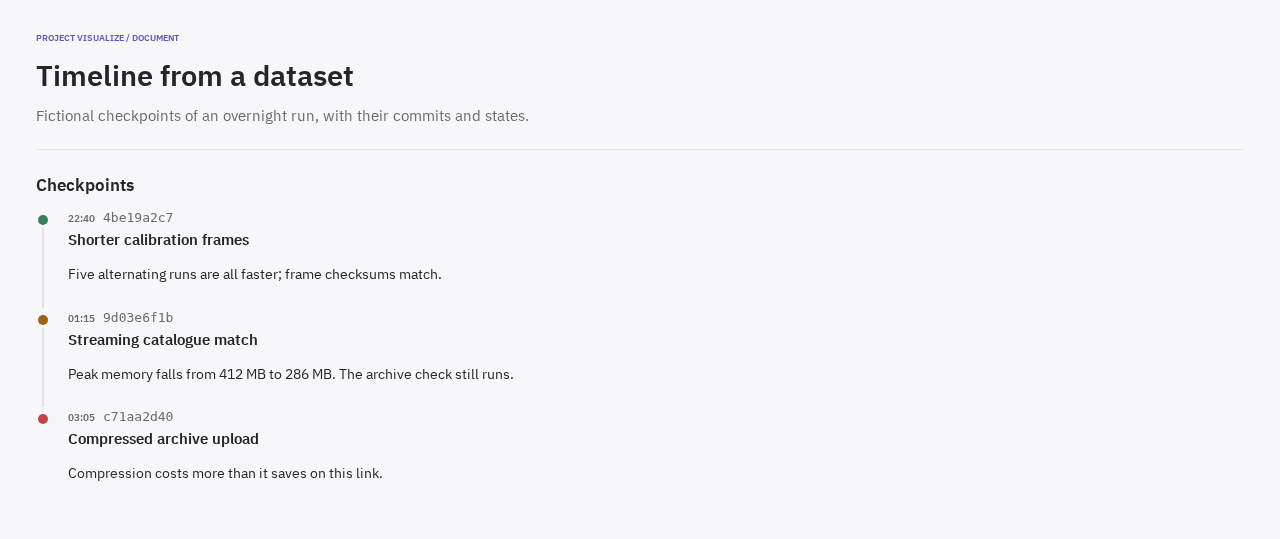 PROJECT VISUALIZE / DOCUMENT
Timeline from a dataset
Fictional checkpoints of an overnight run, with their commits and states.
Checkpoints
22:40 4be19a2c7
Shorter calibration frames
Five alternating runs are all faster; frame checksums match.
01:15 9d03e6f1b
Streaming catalogue match
Peak memory falls from 412 MB to 286 MB. The archive check still runs.
03:05 c71aa2d40
Compressed archive upload
Compression costs more than it saves on this link.